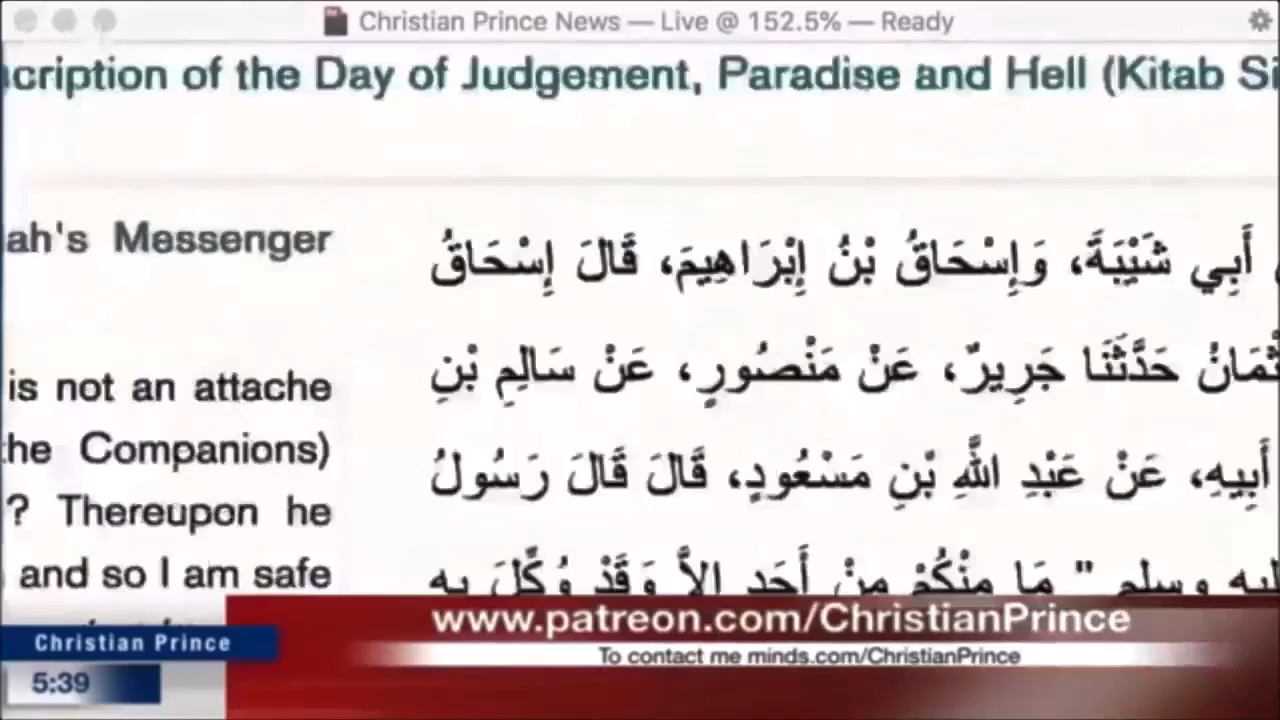 Christian Prince News — Live @ 152.5% — Ready
cription of the Day of Judgement, Paradise and Hell (Kitab Si
ah's Messenger
is not an attache
he Companions)
? Thereupon he
and so I am safe
أَبِي شَيْبَةَ، وَإِسْحَاقُ بْنُ إِبْرَاهِيمَ، قَالَ إِسْحَاقُ
ثْمَانُ حَدَّثَنَا جَرِيرٌ، عَنْ مَنْصُورٍ، عَنْ سَالِمِ بْنِ
أَبِيهِ، عَنْ عَبْدِ اللَّهِ بْنِ مَسْعُودٍ، قَالَ قَالَ رَسُولُ
ليه وسلم " مَا مِنْكُمْ مِنْ أَحَدٍ إِلاَّ وَقَدْ وُكِّلَ بِهِ
www.patreon.com/ChristianPrince
To contact me minds.com/ChristianPrince
Christian Prince
5:39